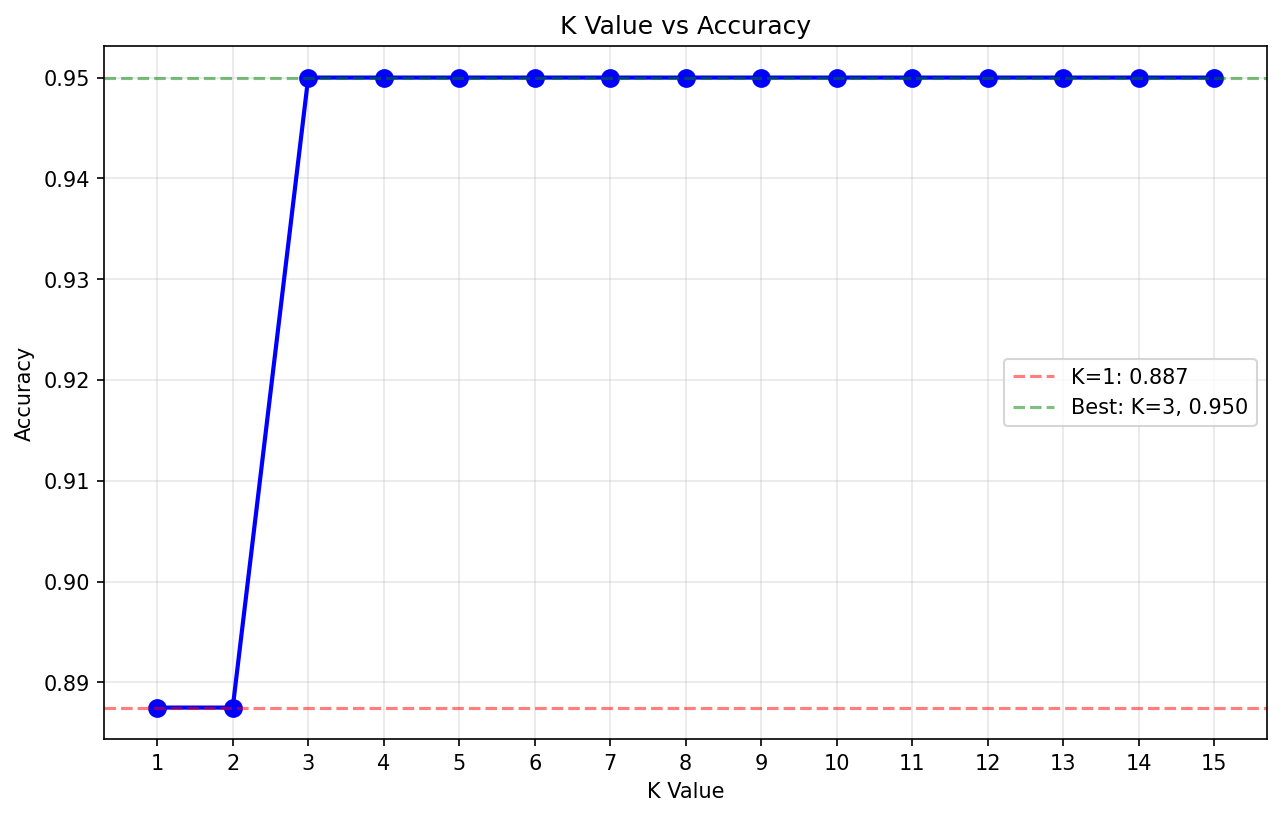 K Value vs Accuracy
Accuracy
0.95
0.94
0.93
0.92
0.91
0.90
0.89
K=1: 0.887
Best: K=3, 0.950
1 2 3 4 5 6 7 8 9 10 11 12 13 14 15
K Value